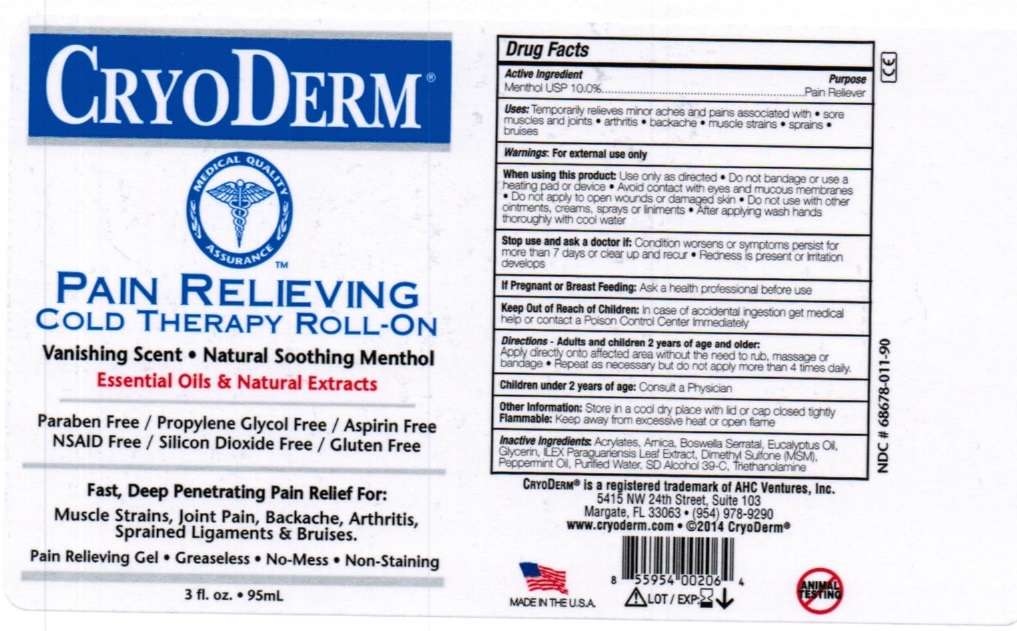 CRYODERM®
MEDICAL QUALITY
ASSURANCE
™
PAIN RELIEVING
COLD THERAPY ROLL-ON
Vanishing Scent • Natural Soothing Menthol
Essential Oils & Natural Extracts
Paraben Free / Propylene Glycol Free / Aspirin Free
NSAID Free / Silicon Dioxide Free / Gluten Free
Fast, Deep Penetrating Pain Relief For:
Muscle Strains, Joint Pain, Backache, Arthritis,
Sprained Ligaments & Bruises.
Pain Relieving Gel • Greaseless • No-Mess • Non-Staining
3 fl. oz. • 95mL
Drug Facts
Active Ingredient Purpose
Menthol USP 10.0%......Pain Reliever
Uses: Temporarily relieves minor aches and pains associated with • sore
muscles and joints • arthritis • backache • muscle strains • sprains •
bruises
Warnings: For external use only
When using this product: Use only as directed • Do not bandage or use a
heating pad or device • Avoid contact with eyes and mucous membranes
• Do not apply to open wounds or damaged skin • Do not use with other
ointments, creams, sprays or liniments • After applying wash hands
thoroughly with cool water
Stop use and ask a doctor if: Condition worsens or symptoms persist for
more than 7 days or clear up and recur • Redness is present or Irritation
develops
If Pregnant or Breast Feeding: Ask a health professional before use
Keep Out of Reach of Children: In case of accidental ingestion get medical
help or contact a Poison Control Center Immediately
Directions - Adults and children 2 years of age and older:
Apply directly onto affected area without the need to rub, massage or
bandage • Repeat as necessary but do not apply more than 4 times daily.
Children under 2 years of age: Consult a Physician
Other Information: Store in a cool dry place with lid or cap closed tightly
Flammable: Keep away from excessive heat or open flame
Inactive Ingredients: Acrylates, Arnica, Boswella Serratal, Eucalyptus Oil,
Glycerin, ILEX Paraguariensis Leaf Extract, Dimethyl Sulfone (MSM),
Peppermint Oil, Purified Water, SD Alcohol 39-C, Triethanolamine
CRYODERM® is a registered trademark of AHC Ventures, Inc.
5415 NW 24th Street, Suite 103
Margate, FL 33063 • (954) 978-9290
www.cryoderm.com • ©2014 CryoDerm®
8 55954 00206 4
MADE IN THE U.S.A.
LOT / EXP:
ANIMAL
TESTING
CE
NDC # 68678-011-90